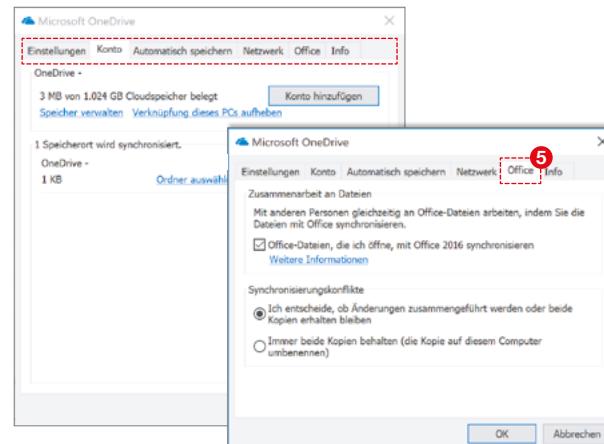 Microsoft OneDrive
Einstellungen Konto Automatisch speichern Netzwerk Office Info
OneDrive -
3 MB von 1.024 GB Cloudspeicher belegt
Konto hinzufügen
Speicher verwalten Verknüpfung dieses PCs aufheben
1 Speicherort wird synchronisiert.
OneDrive -
1 KB
Ordner auswähl
Microsoft OneDrive
5
Einstellungen Konto Automatisch speichern Netzwerk Office Info
Zusammenarbeit an Dateien
Mit anderen Personen gleichzeitig an Office-Dateien arbeiten, indem Sie die
Dateien mit Office synchronisieren.
Office-Dateien, die ich öffne, mit Office 2016 synchronisieren
Weitere Informationen
Synchronisierungskonflikte
Ich entscheide, ob Änderungen zusammengeführt werden oder beide
Kopien erhalten bleiben
Immer beide Kopien behalten (die Kopie auf diesem Computer
umbenennen)
OK Abbrechen